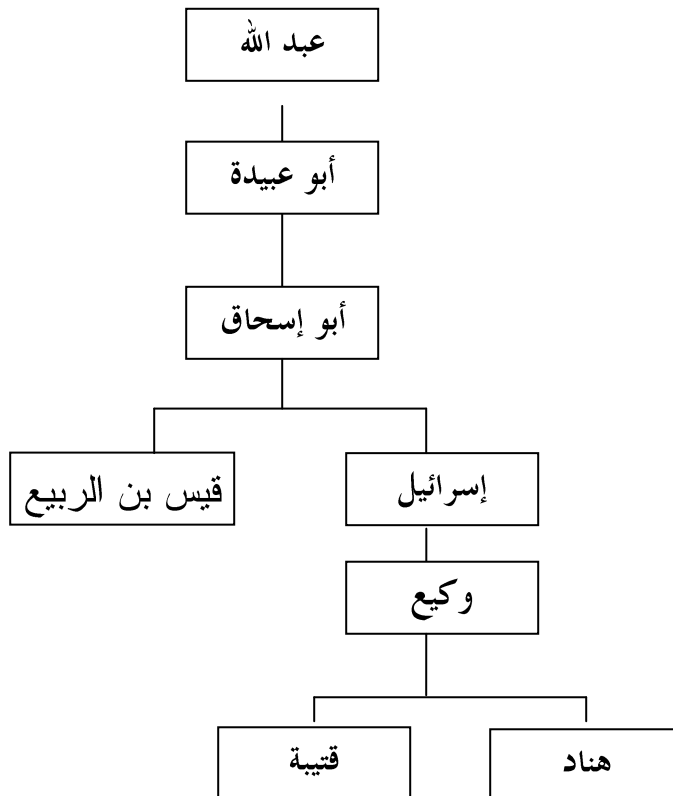 عبد الله
أبو عبيدة
أبو إسحاق
إسرائيل
قيس بن الربيع
وكيع
هناد
قتيبة